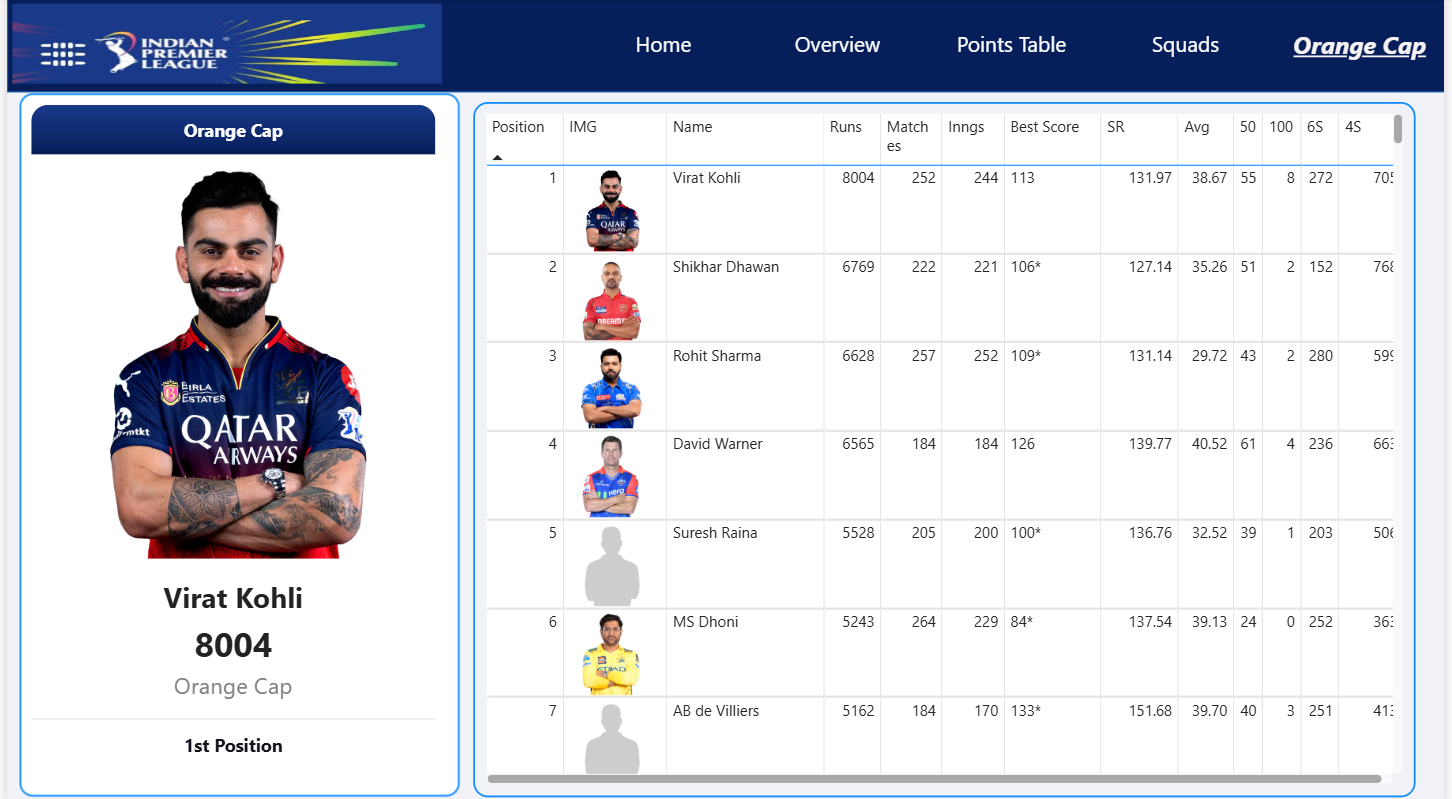 INDIAN
PREMIER
LEAGUE
Home Overview Points Table Squads Orange Cap
Orange Cap
BIRLA
ESTATES
QATAR
AIRWAYS
Virat Kohli
8004
Orange Cap
1st Position
Position IMG Name Runs Matches Inngs Best Score SR Avg 50 100 6S 4S
1 Virat Kohli 8004 252 244 113 131.97 38.67 55 8 272 705
QATAR
AIRWAYS
2 Shikhar Dhawan 6769 222 221 106* 127.14 35.26 51 2 152 768
3 Rohit Sharma 6628 257 252 109* 131.14 29.72 43 2 280 599
4 David Warner 6565 184 184 126 139.77 40.52 61 4 236 663
5 Suresh Raina 5528 205 200 100* 136.76 32.52 39 1 203 506
6 MS Dhoni 5243 264 229 84* 137.54 39.13 24 0 252 363
7 AB de Villiers 5162 184 170 133* 151.68 39.70 40 3 251 413